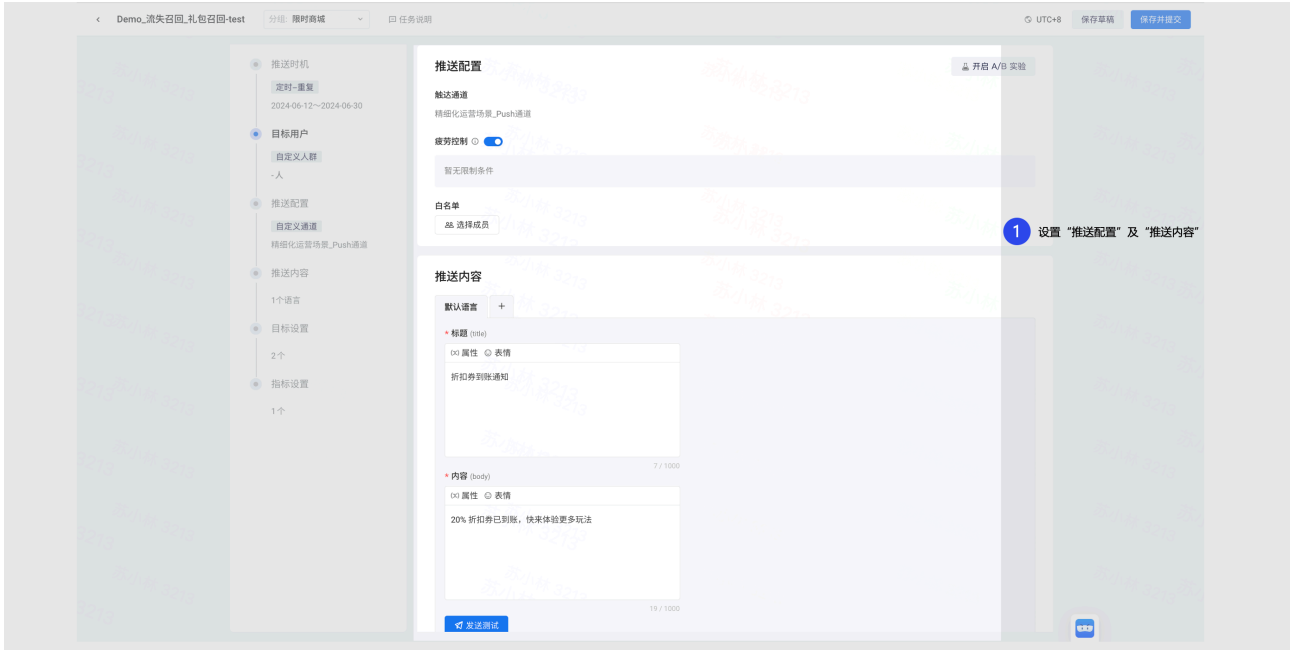 Demo_流失召回_礼包召回-test 分组: 限时商城 任务说明 UTC+8 保存草稿 保存并提交
推送时机
定时-重复
2024-06-12～2024-06-30
目标用户
自定义人群
-人
推送配置
自定义通道
精细化运营场景_Push通道
推送内容
1个语言
目标设置
2个
指标设置
1个
推送配置 开启 A/B 实验
触达通道
精细化运营场景_Push通道
疲劳控制
暂无限制条件
白名单
选择成员
1 设置“推送配置”及“推送内容”
推送内容
默认语言 +
* 标题 (title)
(x) 属性 表情
折扣券到账通知
7 / 1000
* 内容 (body)
(x) 属性 表情
20% 折扣券已到账，快来体验更多玩法
19 / 1000
发送测试
苏小林 3213